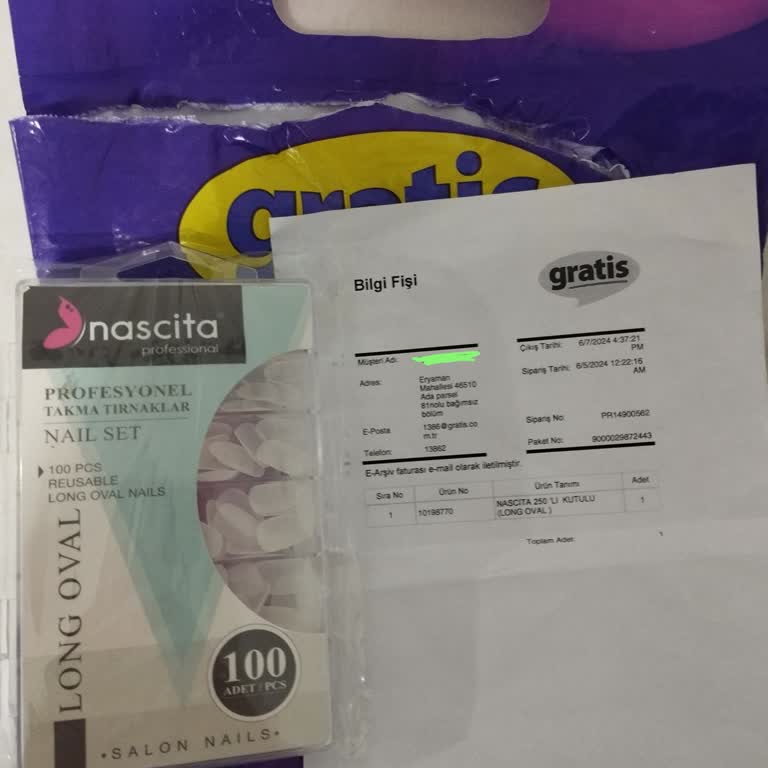 gratis
nascita
professional
PROFESYONEL
TAKMA TIRNAKLAR
NAIL SET
100 PCS
REUSABLE
LONG OVAL NAILS
LONG OVAL
100
ADET / PCS
•SALON NAILS•
Bilgi Fişi
gratis
Müşteri Adı:
Adres: Eryaman
Mahallesi 46510
Ada parsel
81nolu bağımsız
bölüm
E-Posta 1386@gratis.co
m.tr
Telefon: 13862
Çıkış Tarihi: 6/7/2024 4:37:21
PM
Sipariş Tarihi: 6/5/2024 12:22:16
AM
Sipariş No: PR14900562
Paket No: 9000029872443
E-Arşiv faturası e-mail olarak iletilmiştir.
Sıra No Ürün No Ürün Tanımı Adet
1 10198770 NASCITA 250 'Lİ KUTULU
(LONG OVAL ) 1
Toplam Adet: 1